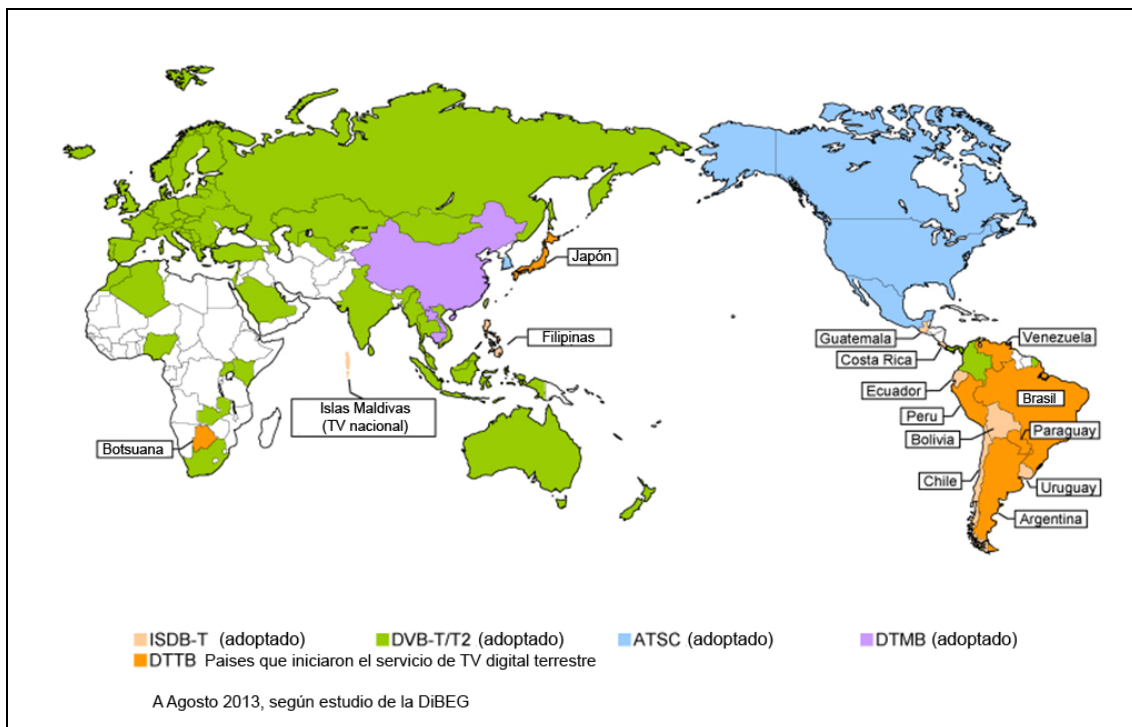 Japón
Filipinas
Islas Maldivas
(TV nacional)
Botsuana
Guatemala
Venezuela
Costa Rica
Ecuador
Brasil
Peru
Paraguay
Bolivia
Chile
Uruguay
Argentina
ISDB-T (adoptado) DVB-T/T2 (adoptado) ATSC (adoptado) DTMB (adoptado)
DTTB Paises que iniciaron el servicio de TV digital terrestre
A Agosto 2013, según estudio de la DiBEG